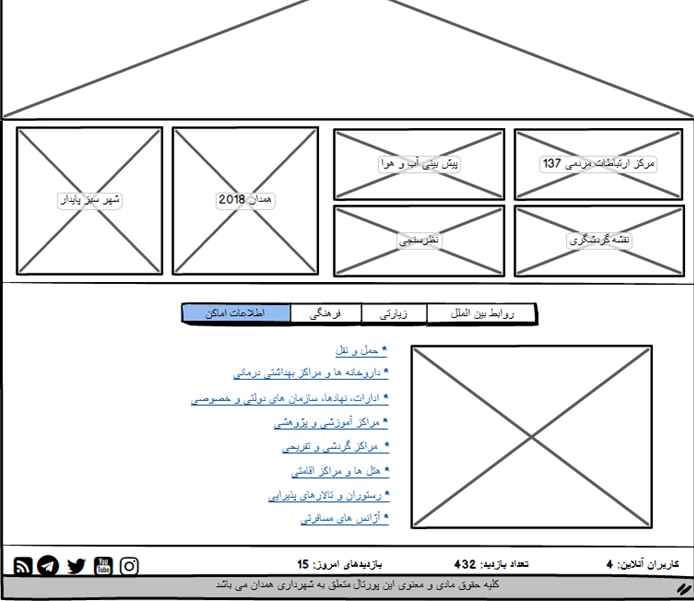 مرکز ارتباطات مردمی 137
پیش بینی آب و هوا
همدان 2018
شهر سبز پایدار
نقشه گردشگری
نظرسنجی
روابط بین الملل
زیارتی
فرهنگی
اطلاعات اماکن
* حمل و نقل
* داروخانه ها و مراکز بهداشتی درمانی
* ادارات، نهادها، سازمان های دولتی و خصوصی
* مراکز آموزشی و پژوهشی
* مراکز گردشی و تفریحی
* هتل ها و مراکز اقامتی
* رستوران و تالارهای پذیرایی
* آژانس های مسافرتی
کاربران آنلاین: 4
تعداد بازدید: 432
بازدیدهای امروز: 15
You Tube
کلیه حقوق مادی و معنوی این پورتال متعلق به شهرداری همدان می باشد